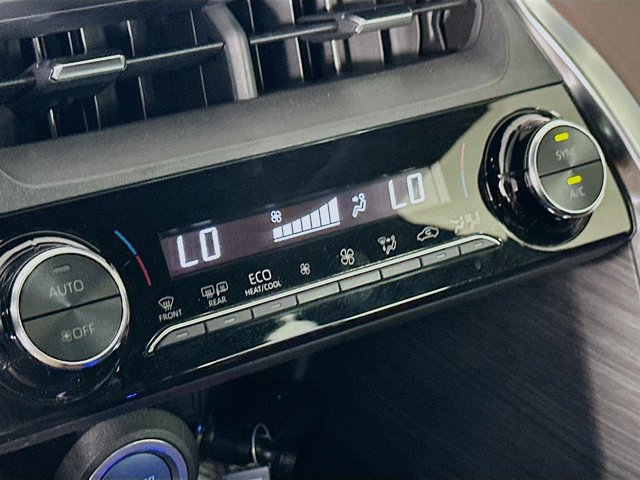 LO
LO
SYNC
A/C
AUTO
OFF
FRONT
REAR
ECO
HEAT/COOL